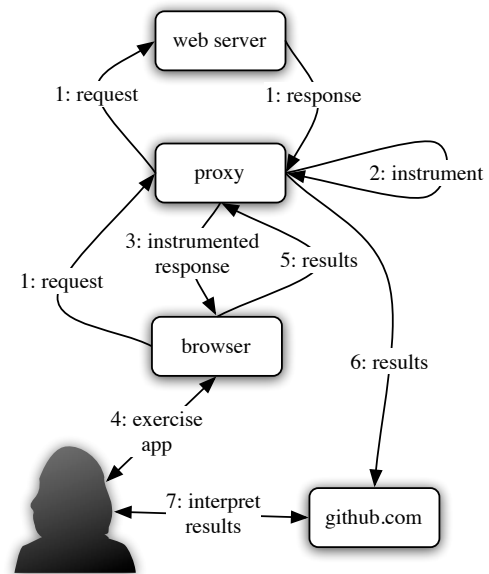 web server
1: request
1: response
proxy
2: instrument
3: instrumented
response
5: results
1: request
browser
6: results
4: exercise
app
7: interpret
results
github.com